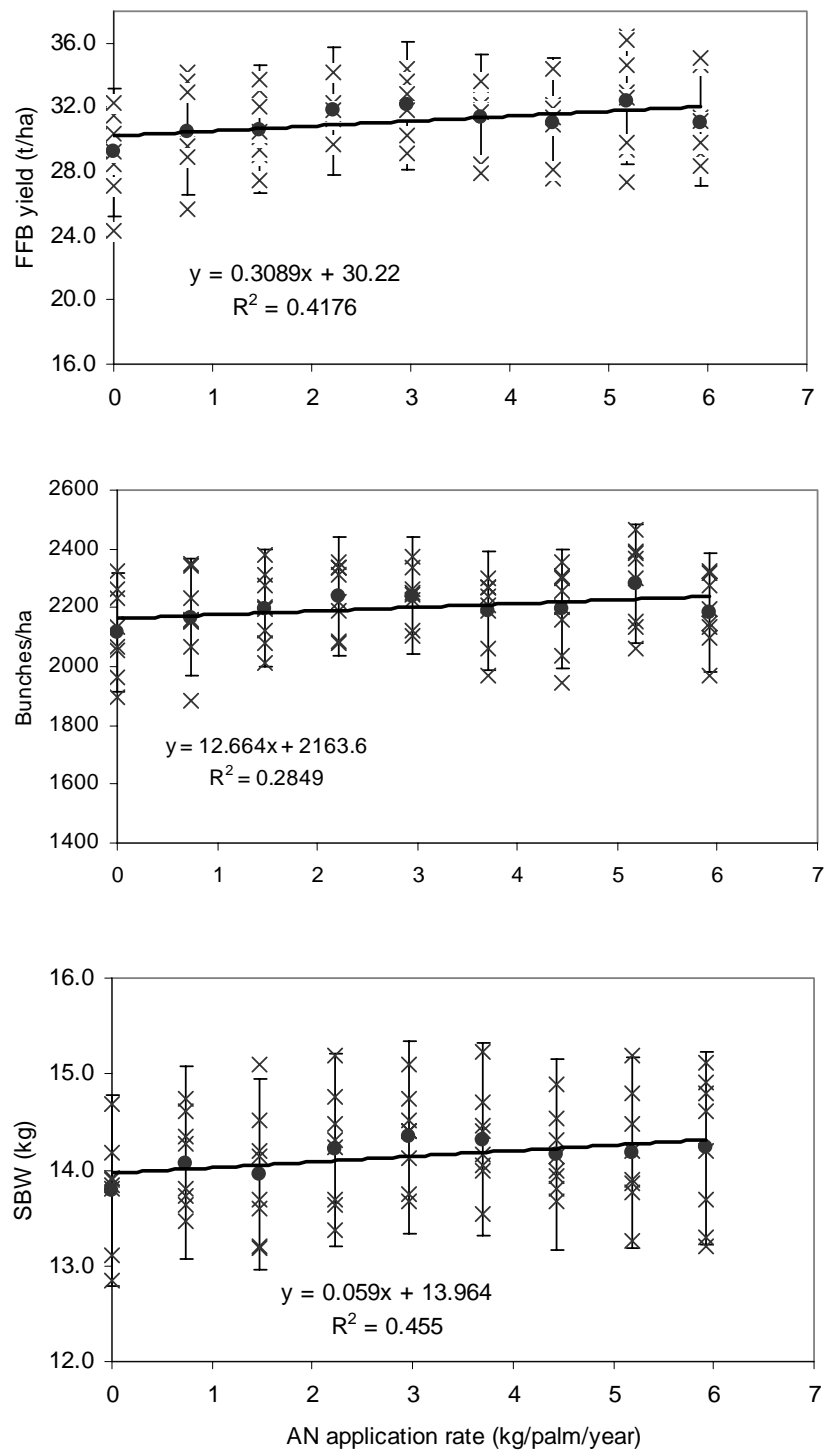 36.0
32.0
28.0
24.0
20.0
16.0
FFB yield (t/ha)
y = 0.3089x + 30.22
R² = 0.4176
0 1 2 3 4 5 6 7
2600
2400
2200
2000
1800
1600
1400
Bunches/ha
y = 12.664x + 2163.6
R² = 0.2849
0 1 2 3 4 5 6 7
16.0
15.0
14.0
13.0
12.0
SBW (kg)
y = 0.059x + 13.964
R² = 0.455
0 1 2 3 4 5 6 7
AN application rate (kg/palm/year)